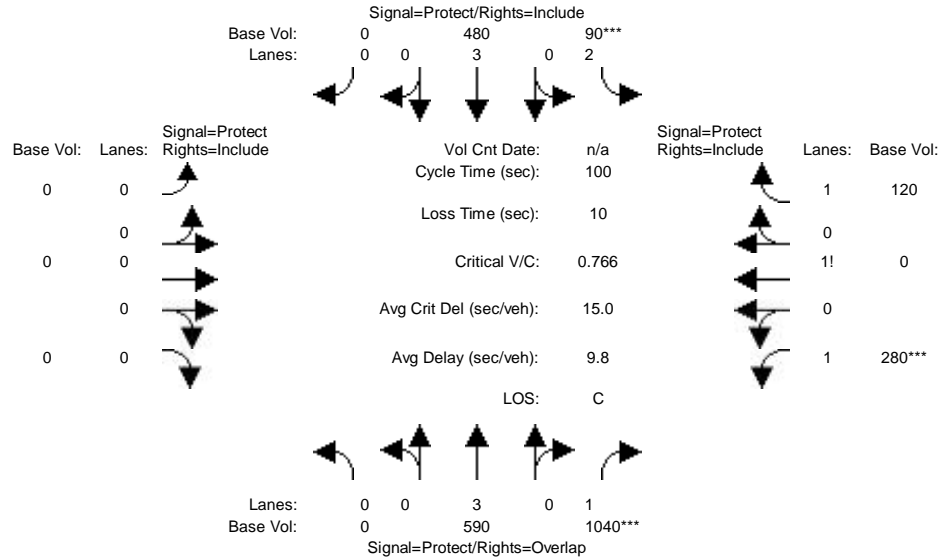 Signal=Protect/Rights=Include
Base Vol: 0 480 90***
Lanes: 0 0 3 0 2
Signal=Protect
Base Vol: Lanes: Rights=Include
Vol Cnt Date: n/a
Signal=Protect
Rights=Include Lanes: Base Vol:
Cycle Time (sec): 100
0 0
1 120
Loss Time (sec): 10
0
0
0 0
Critical V/C: 0.766
1! 0
0
Avg Crit Del (sec/veh): 15.0
0
0 0
Avg Delay (sec/veh): 9.8
1 280***
LOS: C
Lanes: 0 0 3 0 1
Base Vol: 0 590 1040***
Signal=Protect/Rights=Overlap